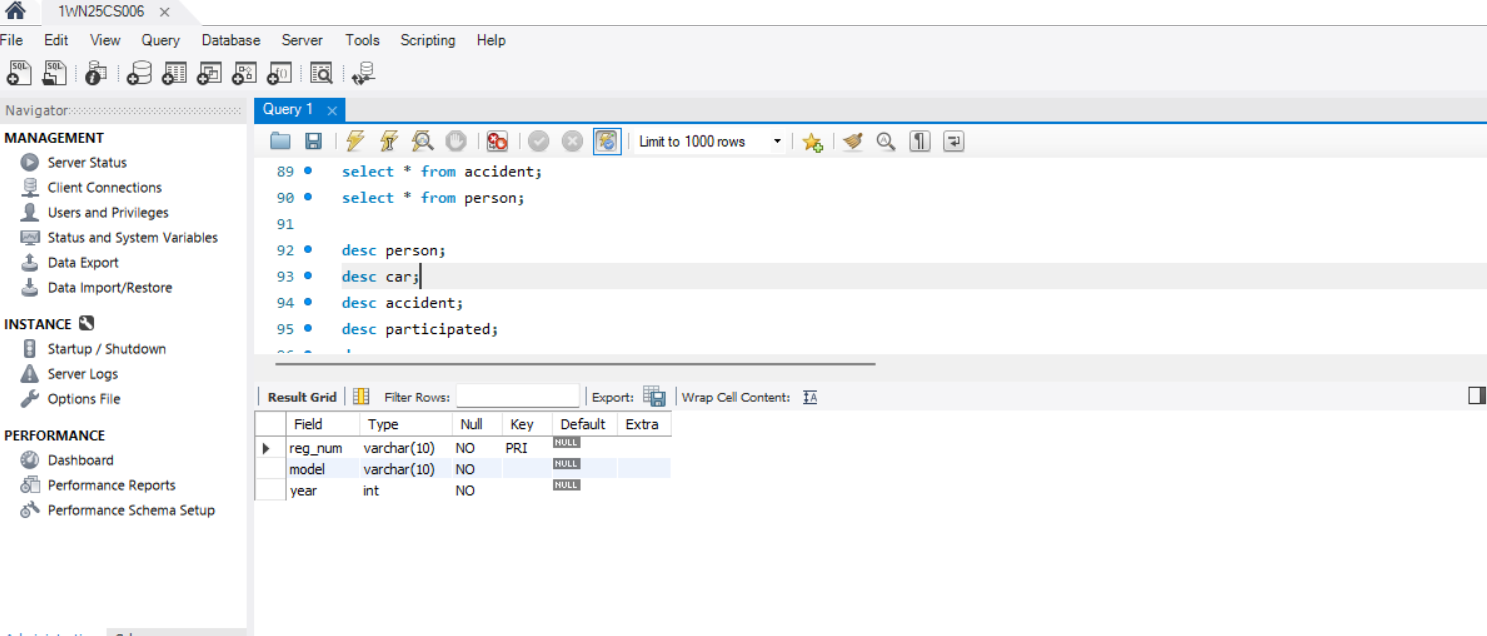 1WN25CS006
File Edit View Query Database Server Tools Scripting Help
Navigator
MANAGEMENT
Server Status
Client Connections
Users and Privileges
Status and System Variables
Data Export
Data Import/Restore
INSTANCE
Startup / Shutdown
Server Logs
Options File
PERFORMANCE
Dashboard
Performance Reports
Performance Schema Setup
Query 1
Limit to 1000 rows
89 select * from accident;
90 select * from person;
91
92 desc person;
93 desc car;
94 desc accident;
95 desc participated;
Result Grid Filter Rows: Export: Wrap Cell Content:
Field Type Null Key Default Extra
reg_num varchar(10) NO PRI NULL
model varchar(10) NO NULL
year int NO NULL